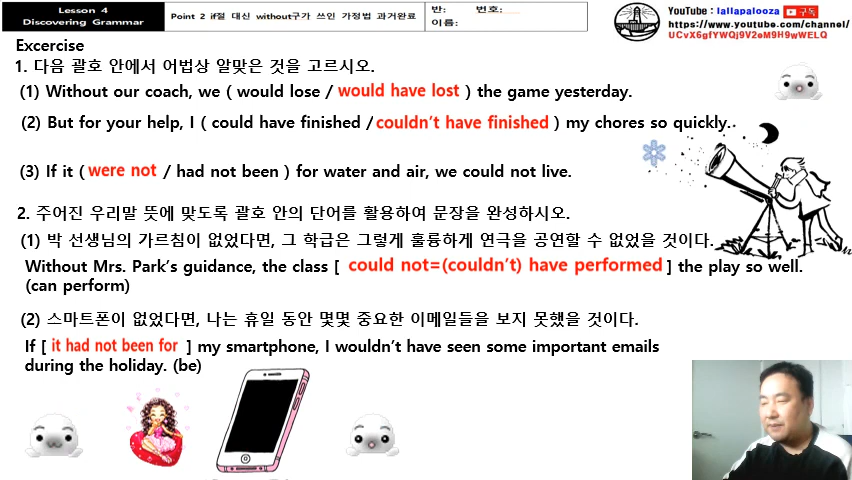 Lesson 4
Discovering Grammar
Point 2 if절 대신 without구가 쓰인 가정법 과거완료
반: 번호:
이름:
YouTube : lallapalooza 구독
https://www.youtube.com/channel/
UCvX6gfYWQj9V2eM9H9wWELQ
Excercise
1. 다음 괄호 안에서 어법상 알맞은 것을 고르시오.
(1) Without our coach, we ( would lose / would have lost ) the game yesterday.
(2) But for your help, I ( could have finished / couldn't have finished ) my chores so quickly..
(3) If it ( were not / had not been ) for water and air, we could not live.
2. 주어진 우리말 뜻에 맞도록 괄호 안의 단어를 활용하여 문장을 완성하시오.
(1) 박 선생님의 가르침이 없었다면, 그 학급은 그렇게 훌륭하게 연극을 공연할 수 없었을 것이다.
Without Mrs. Park's guidance, the class [ could not=(couldn't) have performed ] the play so well.
(can perform)
(2) 스마트폰이 없었다면, 나는 휴일 동안 몇몇 중요한 이메일들을 보지 못했을 것이다.
If [ it had not been for ] my smartphone, I wouldn't have seen some important emails
during the holiday. (be)